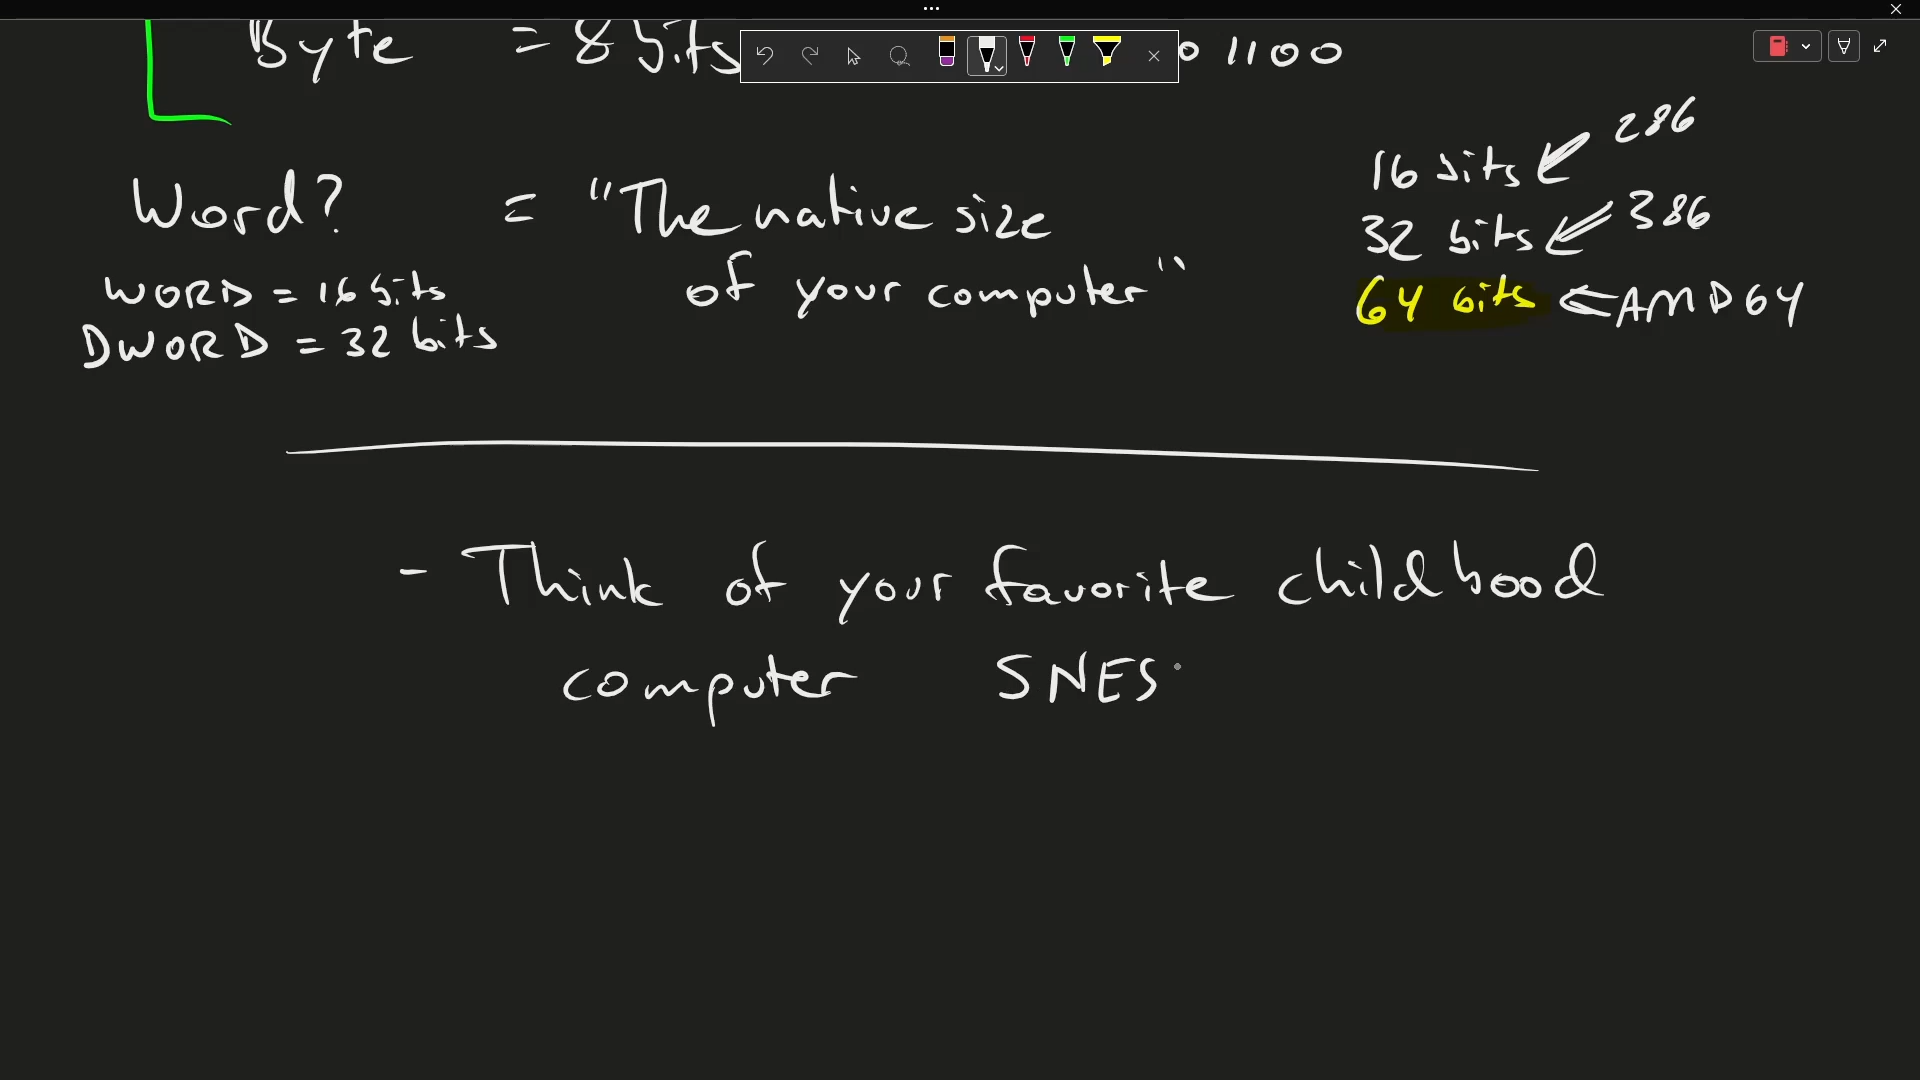 Byte = 8 bits 0 1100
16 bits 286
Word? = "The native size
32 bits 386
of your computer"
WORD = 16 bits
64 bits AMD64
DWORD = 32 bits
- Think of your favorite childhood
computer SNES